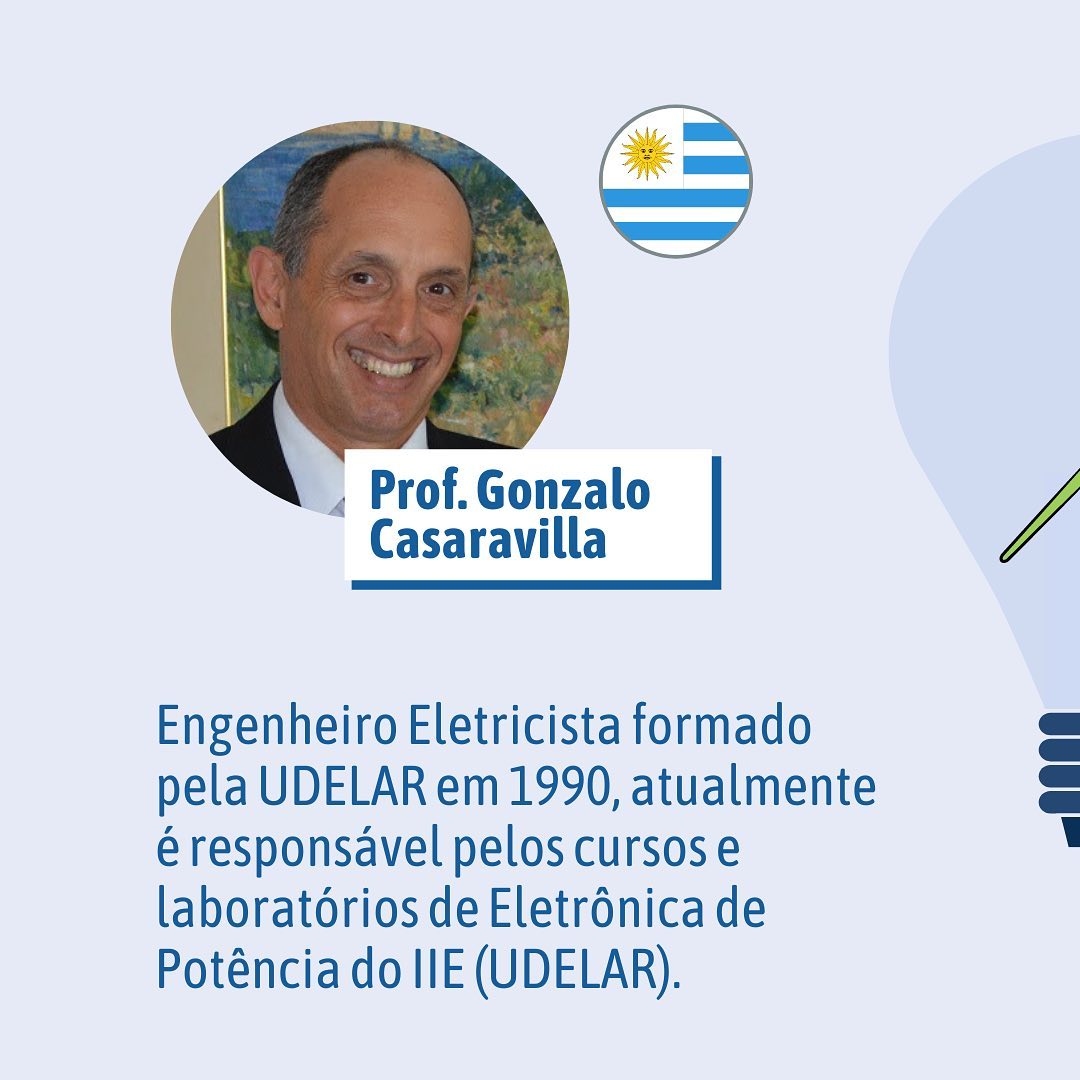 Prof. Gonzalo
Casaravilla
Engenheiro Eletricista formado
pela UDELAR em 1990, atualmente
é responsável pelos cursos e
laboratórios de Eletrônica de
Potência do IIE (UDELAR).